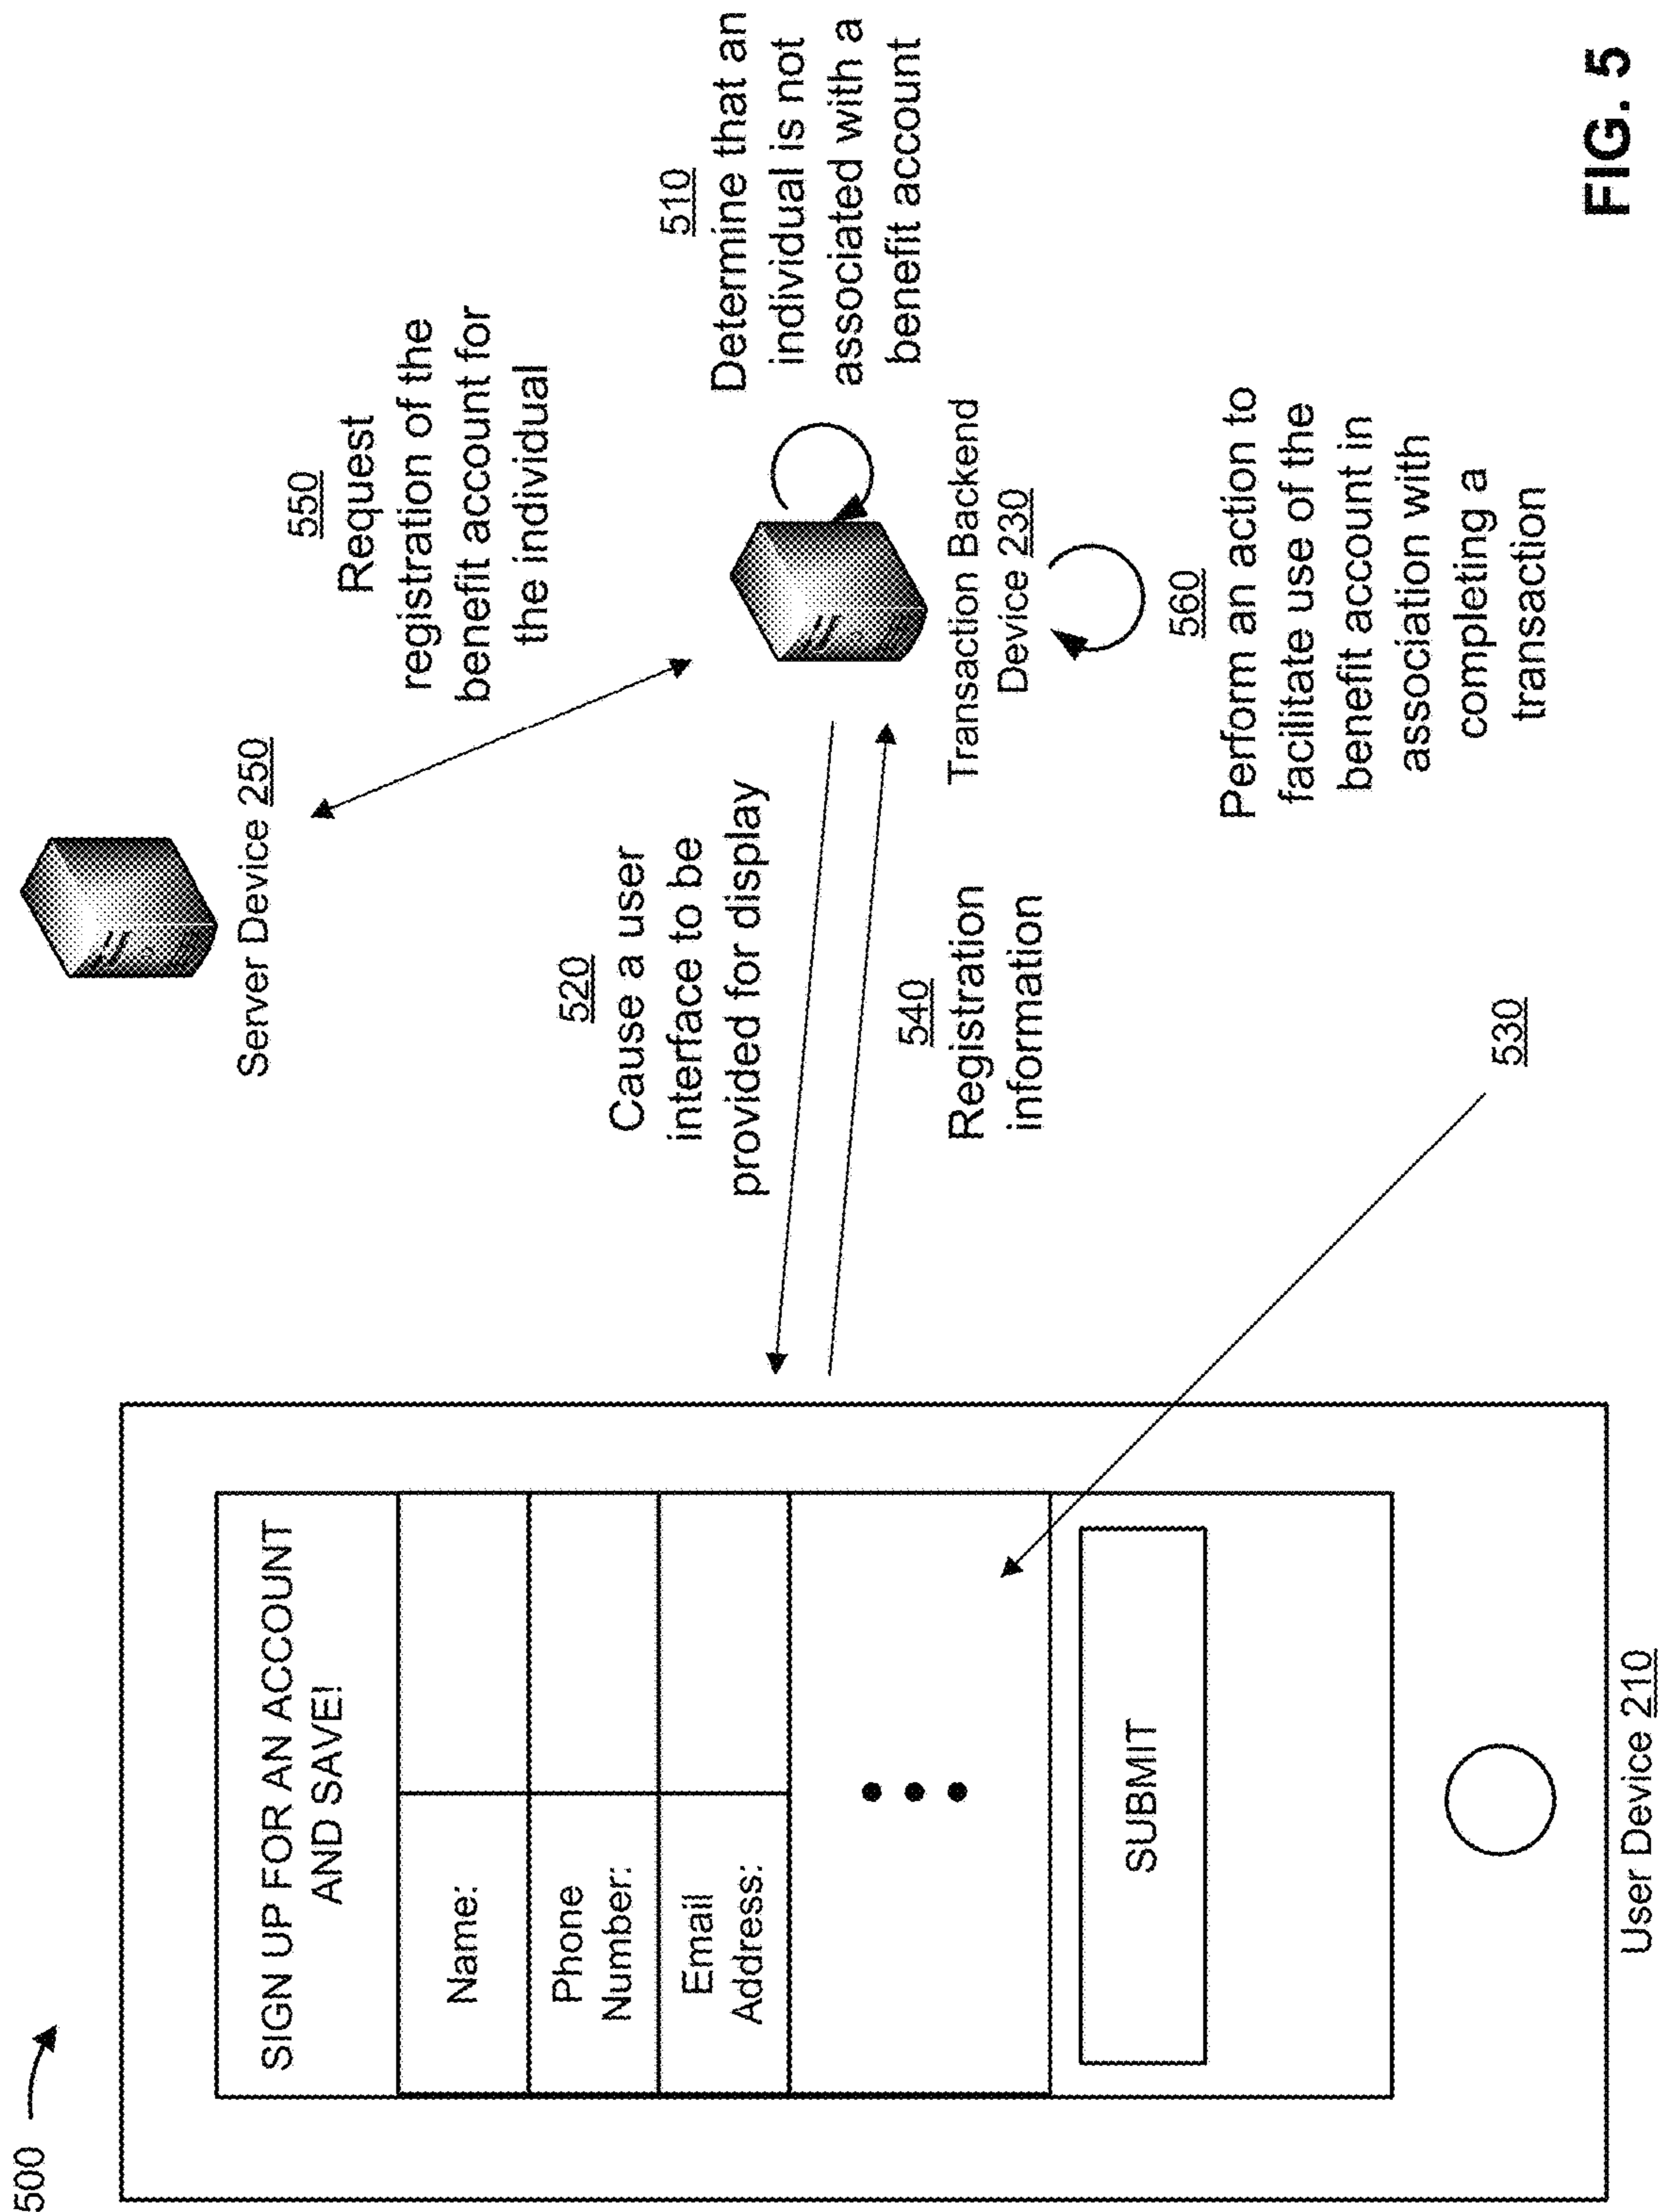 500
SIGN UP FOR AN ACCOUNT
AND SAVE!
Name:
Phone
Number:
Email
Address:
SUBMIT
User Device 210
Server Device 250
550
Request
registration of the
benefit account for
the individual
520
Cause a user
interface to be
provided for display
510
Determine that an
individual is not
associated with a
benefit account
Transaction Backend
Device 230
540
Registration
information
560
Perform an action to
facilitate use of the
benefit account in
association with
completing a
transaction
530
FIG. 5